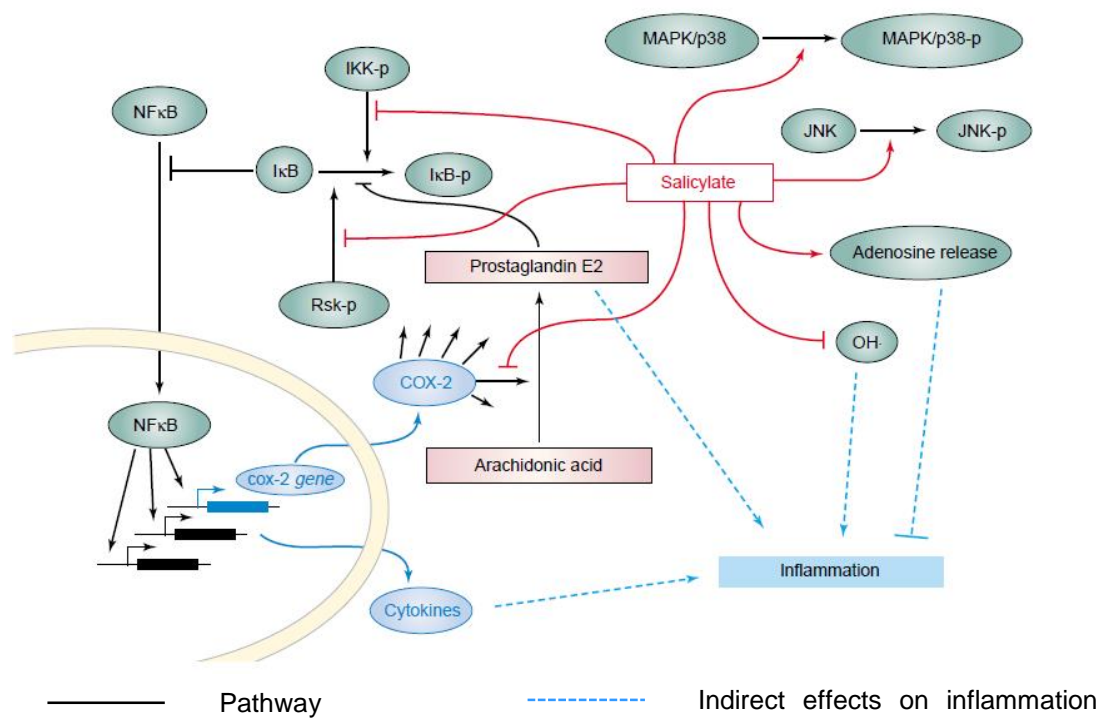 MAPK/p38
MAPK/p38-p
IKK-p
NFκB
JNK
JNK-p
IκB
IκB-p
Salicylate
Adenosine release
Prostaglandin E2
Rsk-p
OH·
COX-2
NFκB
Arachidonic acid
cox-2 gene
Inflammation
Cytokines
Pathway
Indirect effects on inflammation